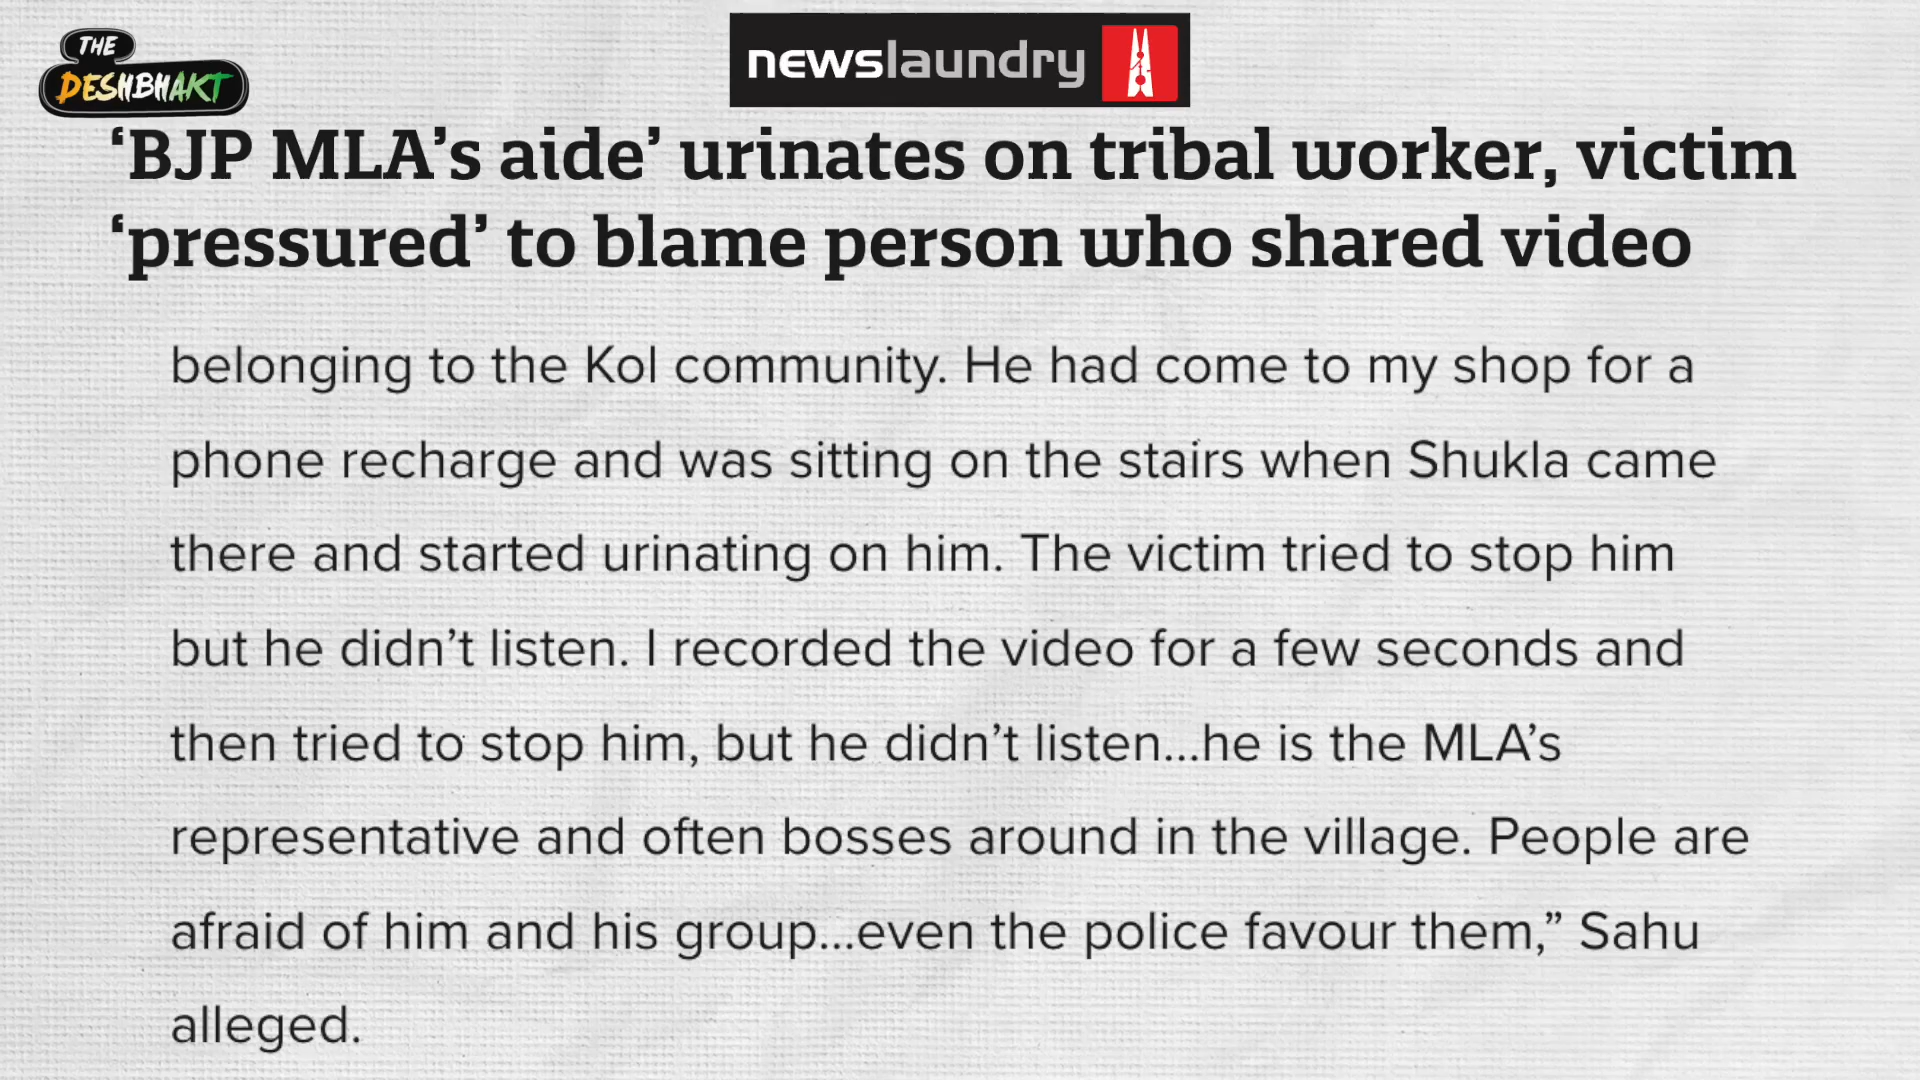 THE
DESHBHAKT
newslaundry
‘BJP MLA’s aide’ urinates on tribal worker, victim
‘pressured’ to blame person who shared video
belonging to the Kol community. He had come to my shop for a
phone recharge and was sitting on the stairs when Shukla came
there and started urinating on him. The victim tried to stop him
but he didn’t listen. I recorded the video for a few seconds and
then tried to stop him, but he didn’t listen...he is the MLA’s
representative and often bosses around in the village. People are
afraid of him and his group...even the police favour them,” Sahu
alleged.